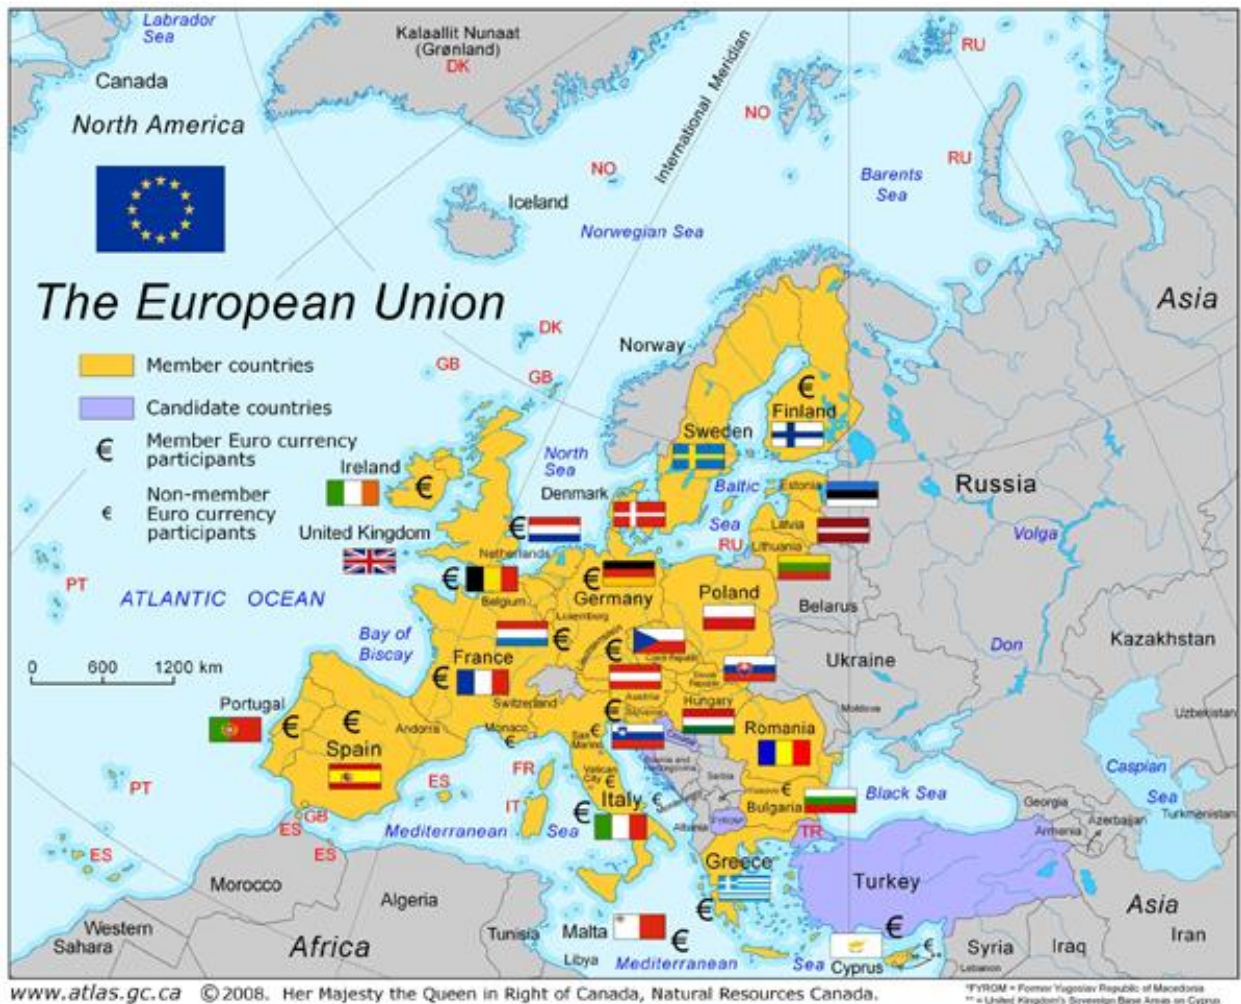 Labrador
Sea
Kalaallit Nunaat
(Grønland)
DK
Canada
North America
International Meridian
RU
NO
NO
RU
Barents
Sea
Iceland
Norwegian Sea
The European Union
Asia
Member countries
Candidate countries
€ Member Euro currency
participants
€ Non-member
Euro currency
participants
DK
GB
GB
Norway
€
Finland
Sweden
North
Sea
Ireland
€
Denmark
Baltic
Sea
Estonia
Russia
United Kingdom
€
Netherlands
Latvia
RU
Lithuania
Volga
PT
ATLANTIC OCEAN
€
Belgium
€
Germany
Poland
Belarus
Luxemburg
€
€
Bay of
Biscay
Don
Kazakhstan
0 600 1200 km
France
€
Czech Republic
Slovak
Republic
Ukraine
Switzerland
Austria
Hungary
Moldova
Uzbekistan
Portugal
€
€
Spain
Andorra
Monaco
€
San
Marino
€
€
Slovenia
Croatia
Romania
Bosnia and
Herzegovina
Serbia
Caspian
Sea
PT
ES
FR
IT
Vatican
City €
Italy
€
€
Montenegro
Kosovo €
Bulgaria
Black Sea
Georgia
Turkmenistan
Armenia
Azerbaijan
GB
ES
ES
ES
Mediterranean Sea
Albania
FYROM
TR
Greece
€
Turkey
Morocco
Algeria
Western
Sahara
Africa
Tunisia
Malta
€
Libya
Mediterranean Sea
€
Cyprus
€
**
Syria
Lebanon
Iraq
Iran
Asia
www.atlas.gc.ca ©2008. Her Majesty the Queen in Right of Canada, Natural Resources Canada.
*FYROM = Former Yugoslav Republic of Macedonia
** = United Kingdom's Sovereign Base Areas Cyprus